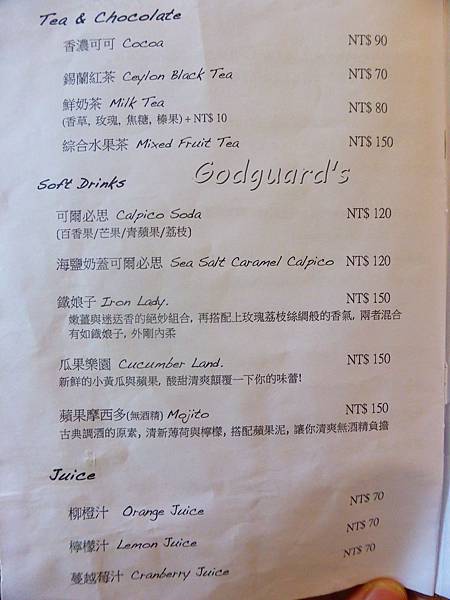 Tea & Chocolate
香濃可可 Cocoa NT$ 90
錫蘭紅茶 Ceylon Black Tea NT$ 70
鮮奶茶 Milk Tea NT$ 80
(香草, 玫瑰, 焦糖, 榛果) + NT$ 10
綜合水果茶 Mixed Fruit Tea NT$ 150
Godguard's
Soft Drinks
可爾必思 Calpico Soda NT$ 120
(百香果/芒果/青蘋果/荔枝)
海鹽奶蓋可爾必思 Sea Salt Caramel Calpico NT$ 120
鐵娘子 Iron Lady. NT$ 150
嫩薑與迷迭香的絕妙組合, 再搭配上玫瑰荔枝絲綢般的香氣, 兩者混合
有如鐵娘子, 外剛內柔
瓜果樂園 Cucumber Land. NT$ 150
新鮮的小黃瓜與蘋果, 酸甜清爽顛覆一下你的味蕾!
蘋果摩西多(無酒精) Mojito NT$ 150
古典調酒的原素, 清新薄荷與檸檬, 搭配蘋果泥, 讓你清爽無酒精負擔
Juice
柳橙汁 Orange Juice NT$ 70
檸檬汁 Lemon Juice NT$ 70
蔓越莓汁 Cranberry Juice NT$ 70